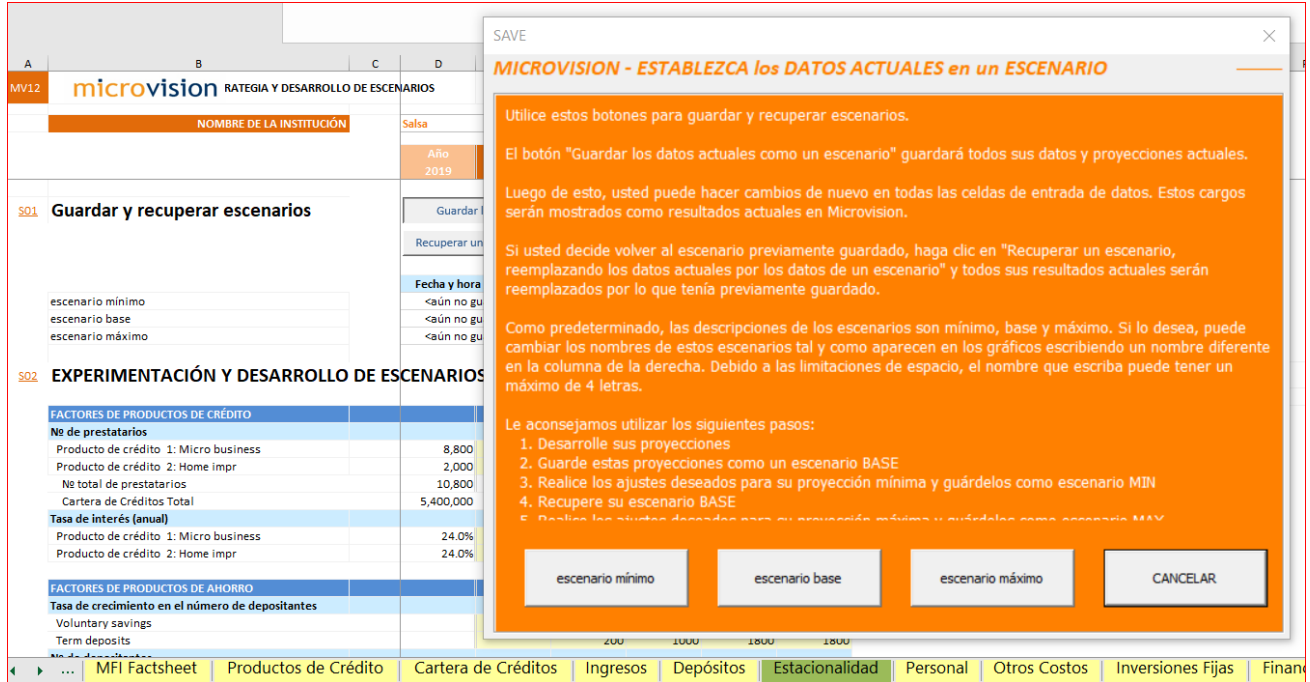 A B C D
MV12 microvision RATEGIA Y DESARROLLO DE ESCENARIOS
NOMBRE DE LA INSTITUCIÓN Salsa
Año
2019
S01 Guardar y recuperar escenarios
Guardar
Recuperar un
Fecha y hora
escenario mínimo <aún no gu
escenario base <aún no gu
escenario máximo <aún no gu
S02 EXPERIMENTACIÓN Y DESARROLLO DE ESCENARIOS
FACTORES DE PRODUCTOS DE CRÉDITO
Nº de prestatarios
Producto de crédito 1: Micro business 8,800
Producto de crédito 2: Home impr 2,000
Nº total de prestatarios 10,800
Cartera de Créditos Total 5,400,000
Tasa de interés (anual)
Producto de crédito 1: Micro business 24.0%
Producto de crédito 2: Home impr 24.0%
FACTORES DE PRODUCTOS DE AHORRO
Tasa de crecimiento en el número de depositantes
Voluntary savings
Term deposits 200 1000 1800 1800
Nº de depositantes
SAVE
MICROVISION - ESTABLEZCA los DATOS ACTUALES en un ESCENARIO
Utilice estos botones para guardar y recuperar escenarios.
El botón "Guardar los datos actuales como un escenario" guardará todos sus datos y proyecciones actuales.
Luego de esto, usted puede hacer cambios de nuevo en todas las celdas de entrada de datos. Estos cargos
serán mostrados como resultados actuales en Microvision.
Si usted decide volver al escenario previamente guardado, haga clic en "Recuperar un escenario,
reemplazando los datos actuales por los datos de un escenario" y todos sus resultados actuales serán
reemplazados por lo que tenía previamente guardado.
Como predeterminado, las descripciones de los escenarios son mínimo, base y máximo. Si lo desea, puede
cambiar los nombres de estos escenarios tal y como aparecen en los gráficos escribiendo un nombre diferente
en la columna de la derecha. Debido a las limitaciones de espacio, el nombre que escriba puede tener un
máximo de 4 letras.
Le aconsejamos utilizar los siguientes pasos:
1. Desarrolle sus proyecciones
2. Guarde estas proyecciones como un escenario BASE
3. Realice los ajustes deseados para su proyección mínima y guárdelos como escenario MIN
4. Recupere su escenario BASE
5. Realice los ajustes deseados para su proyección máxima y guárdelos como escenario MAX
escenario mínimo escenario base escenario máximo CANCELAR
... MFI Factsheet Productos de Crédito Cartera de Créditos Ingresos Depósitos Estacionalidad Personal Otros Costos Inversiones Fijas Financ